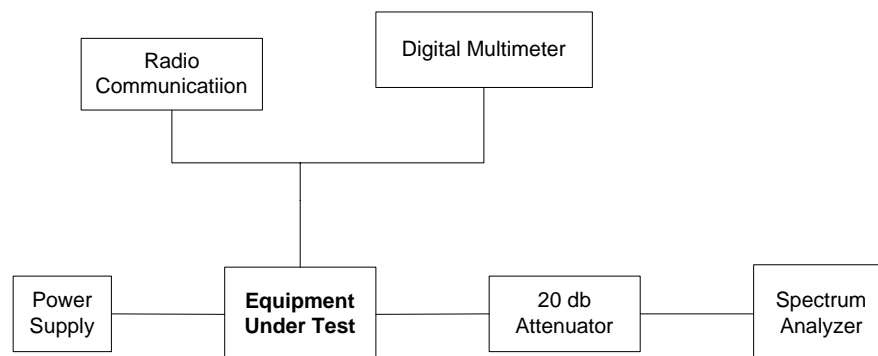 Radio
Communicatiion
Digital Multimeter
Power
Supply
Equipment
Under Test
20 db
Attenuator
Spectrum
Analyzer